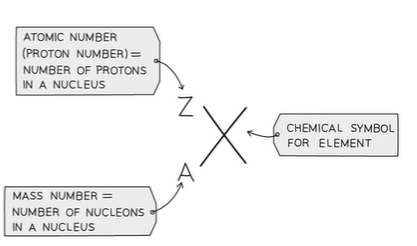 ATOMIC NUMBER
(PROTON NUMBER) =
NUMBER OF PROTONS
IN A NUCLEUS
Z
X
CHEMICAL SYMBOL
FOR ELEMENT
A
MASS NUMBER =
NUMBER OF NUCLEONS
IN A NUCLEUS